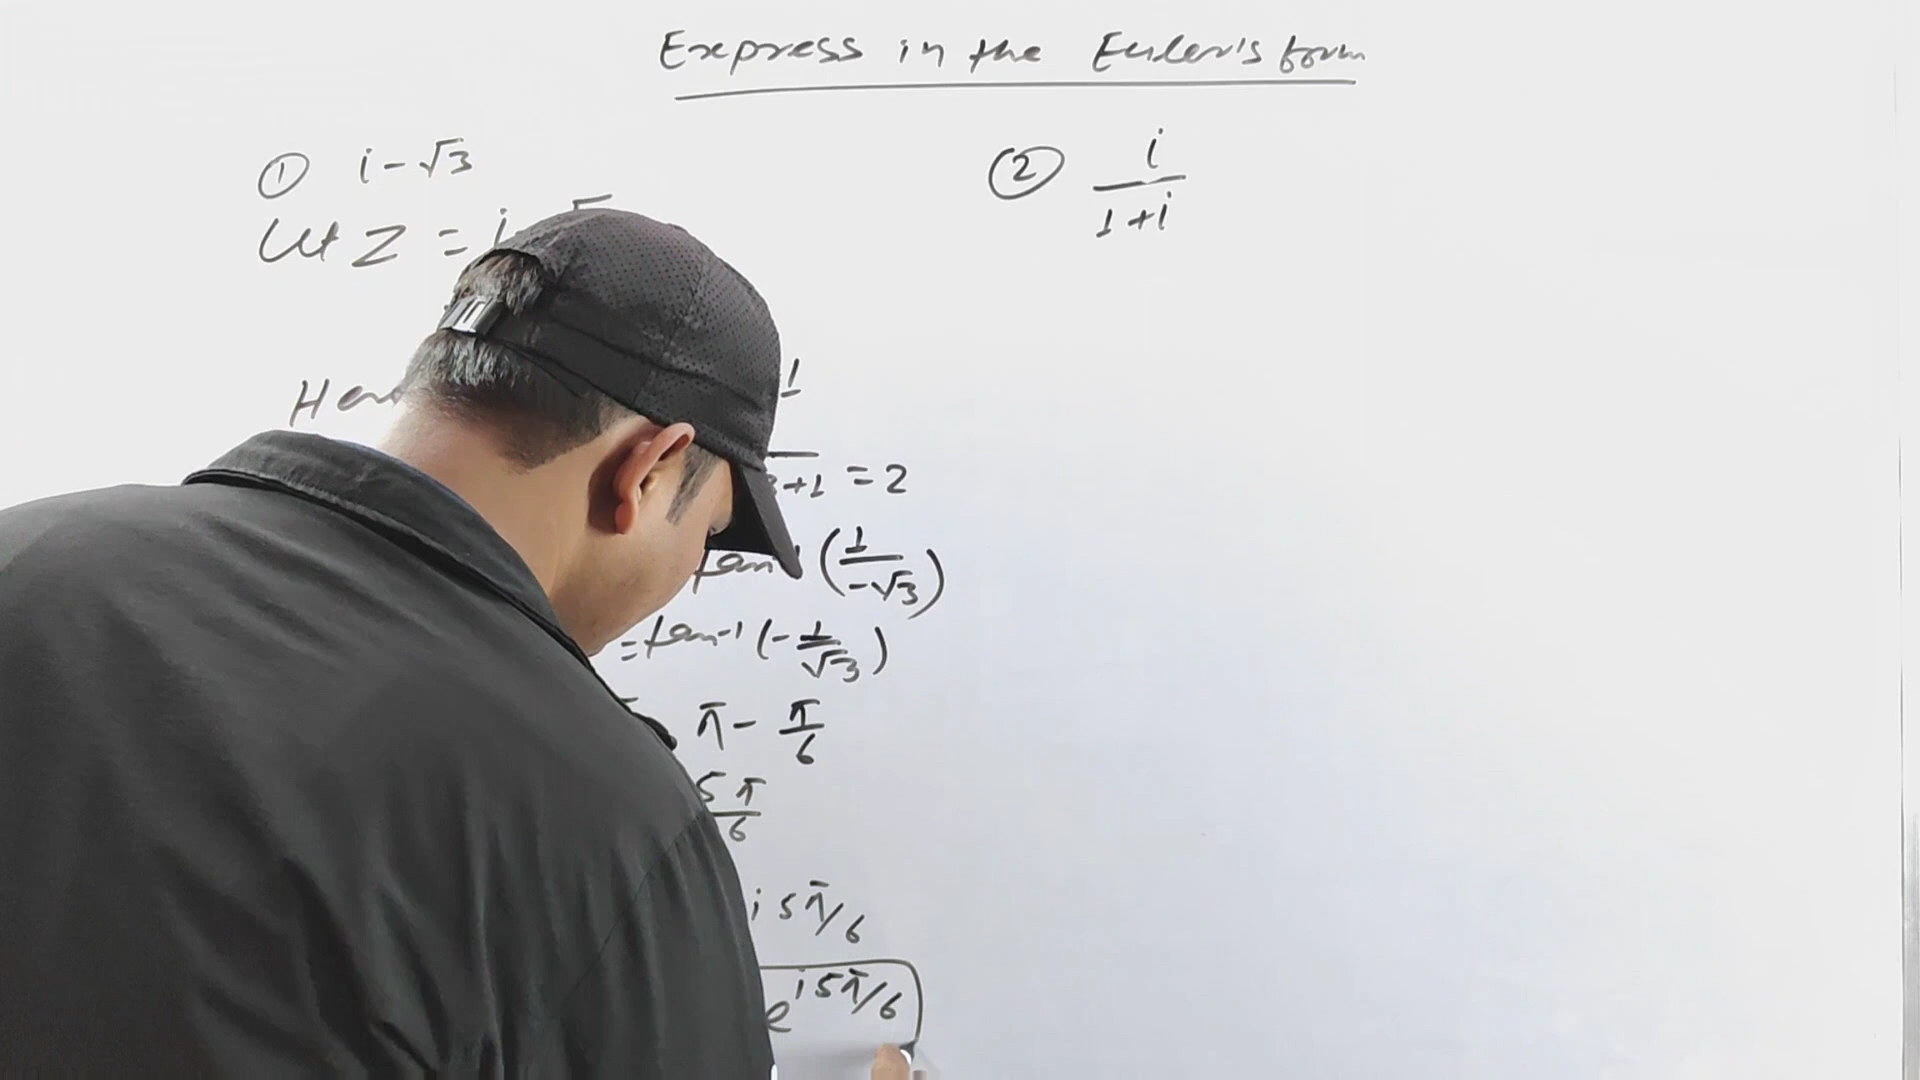 Express in the Euler's form
① i - √3
② i / 1+i
Let Z = i
1
+1 = 2
tan⁻¹ (1/-√3)
= tan⁻¹ (-1/√3)
π - π/6
5π/6
i5π/6
e^i5π/6